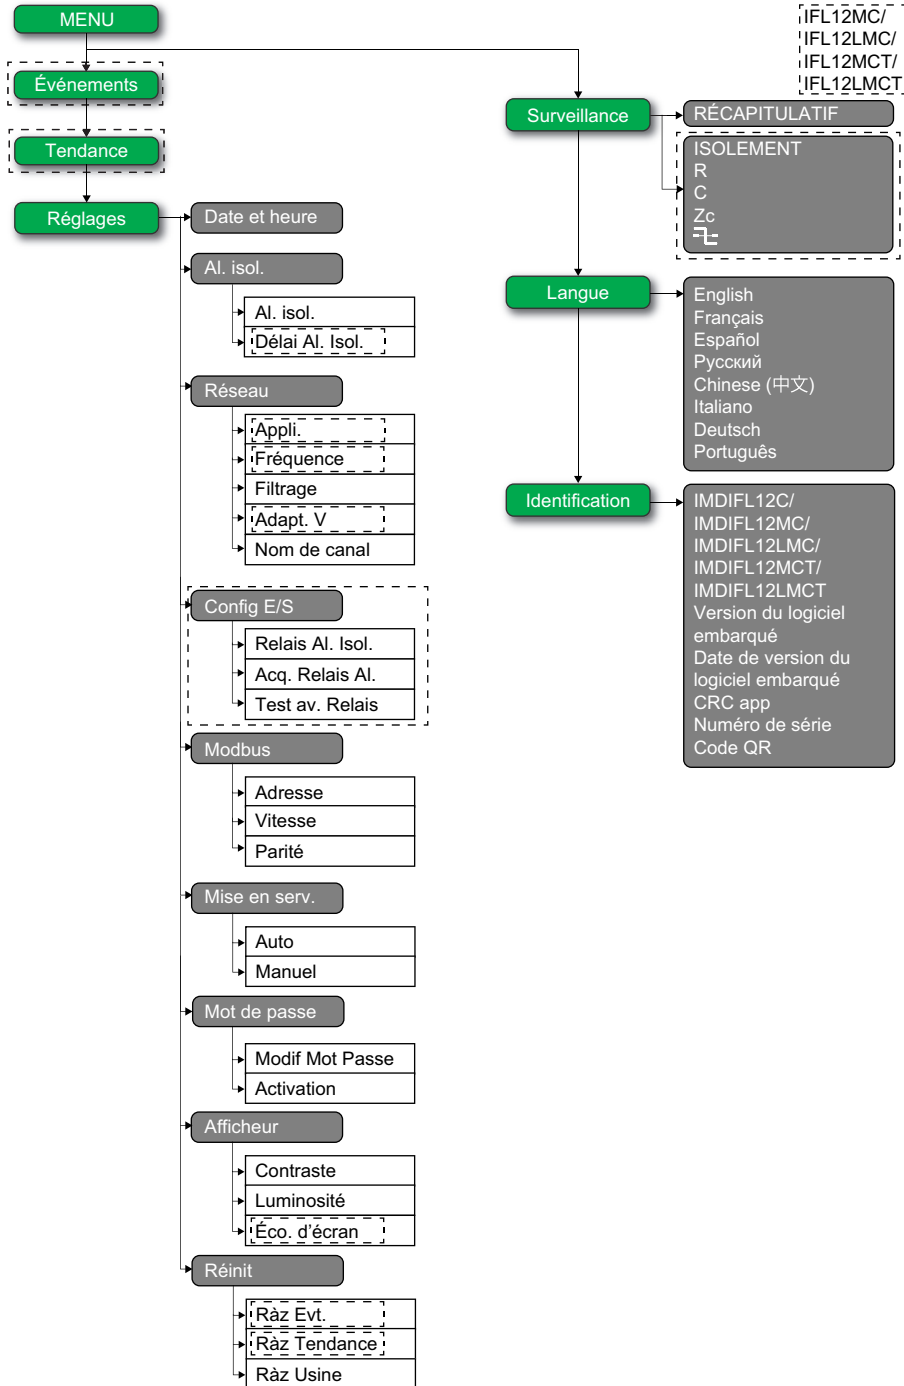 MENU
IFL12MC/
IFL12LMC/
IFL12MCT/
IFL12LMCT
Événements
Tendance
Réglages
Date et heure
Al. isol.
Al. isol.
Délai Al. Isol.
Réseau
Appli.
Fréquence
Filtrage
Adapt. V
Nom de canal
Config E/S
Relais Al. Isol.
Acq. Relais Al.
Test av. Relais
Modbus
Adresse
Vitesse
Parité
Mise en serv.
Auto
Manuel
Mot de passe
Modif Mot Passe
Activation
Afficheur
Contraste
Luminosité
Éco. d’écran
Réinit
Ràz Evt.
Ràz Tendance
Ràz Usine
Surveillance
RÉCAPITULATIF
ISOLEMENT
R
C
Zc
Langue
English
Français
Español
Русский
Chinese (中文)
Italiano
Deutsch
Português
Identification
IMDIFL12C/
IMDIFL12MC/
IMDIFL12LMC/
IMDIFL12MCT/
IMDIFL12LMCT
Version du logiciel
embarqué
Date de version du
logiciel embarqué
CRC app
Numéro de série
Code QR